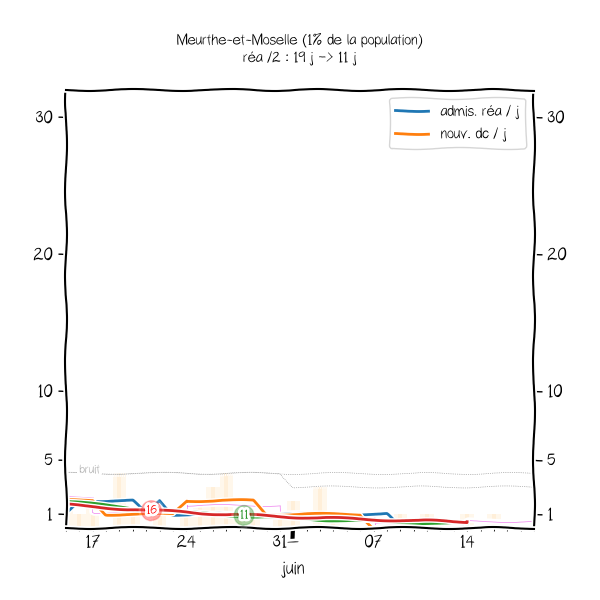 Meurthe-et-Moselle (1% de la population)
réa /2 : 19 j -> 11 j
admis. réa / j
nouv. dc / j
30
30
20
20
10
10
5
5
bruit
1
1
16
11
17
24
31
07
14
juin